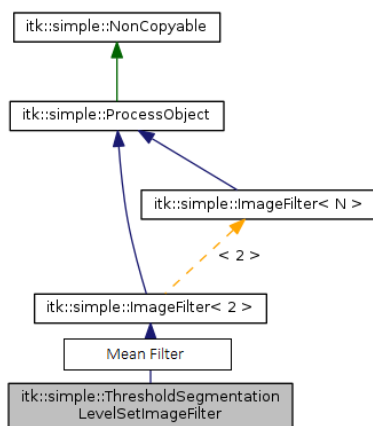 itk::simple::NonCopyable
itk::simple::ProcessObject
itk::simple::ImageFilter< N >
< 2 >
itk::simple::ImageFilter< 2 >
Mean Filter
itk::simple::ThresholdSegmentation
LevelSetImageFilter